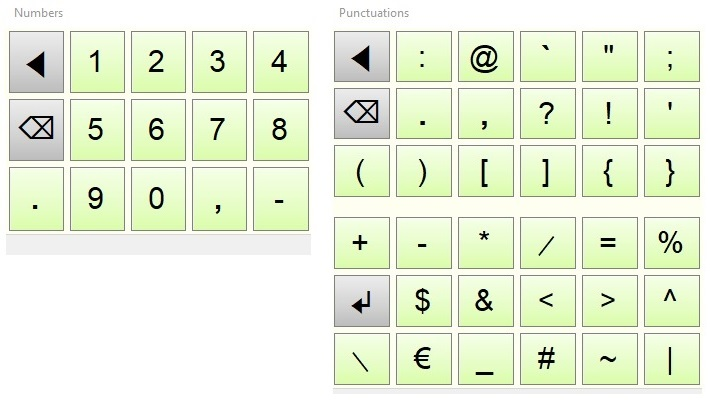 Numbers
◀ 1 2 3 4
⌫ 5 6 7 8
. 9 0 , -
Punctuations
◀ : @ ` " ;
⌫ . , ? ! '
( ) [ ] { }
+ - * / = %
↲ $ & < > ^
\ € _ # ~ |